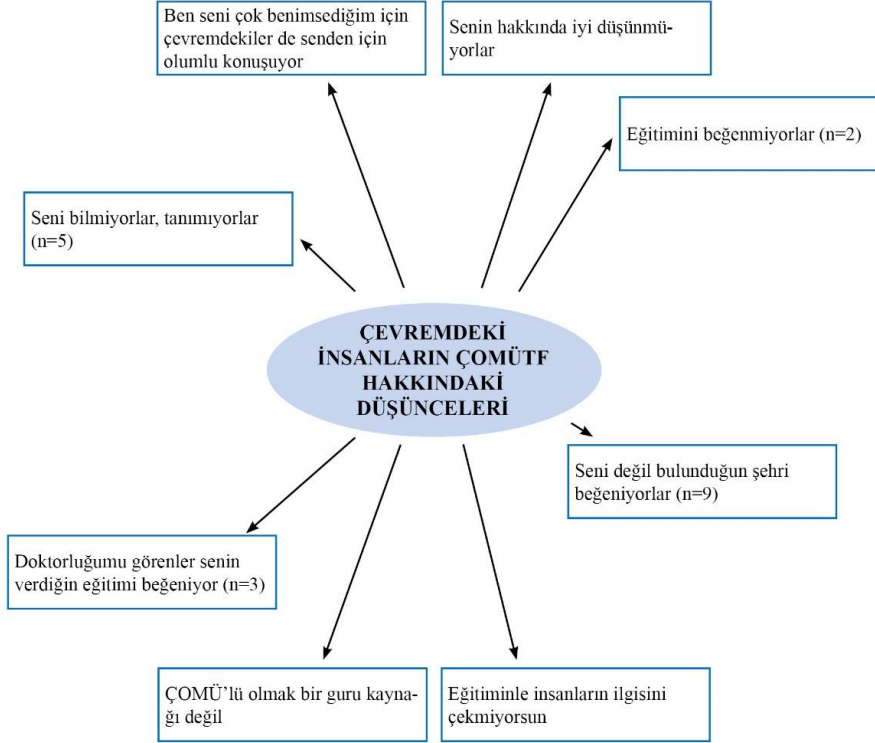 Ben seni çok benimsediğim için
çevremdekiler de senden için
olumlu konuşuyor
Senin hakkında iyi düşünmü-
yorlar
Eğitimini beğenmiyorlar (n=2)
Seni bilmiyorlar, tanımıyorlar
(n=5)
ÇEVREMDEKİ
İNSANLARIN ÇOMÜTF
HAKKINDAKİ
DÜŞÜNCELERİ
Seni değil bulunduğun şehri
beğeniyorlar (n=9)
Doktorluğumu görenler senin
verdiğin eğitimi beğeniyor (n=3)
ÇOMÜ’lü olmak bir guru kayna-
ğı değil
Eğitiminle insanların ilgisini
çekmiyorsun